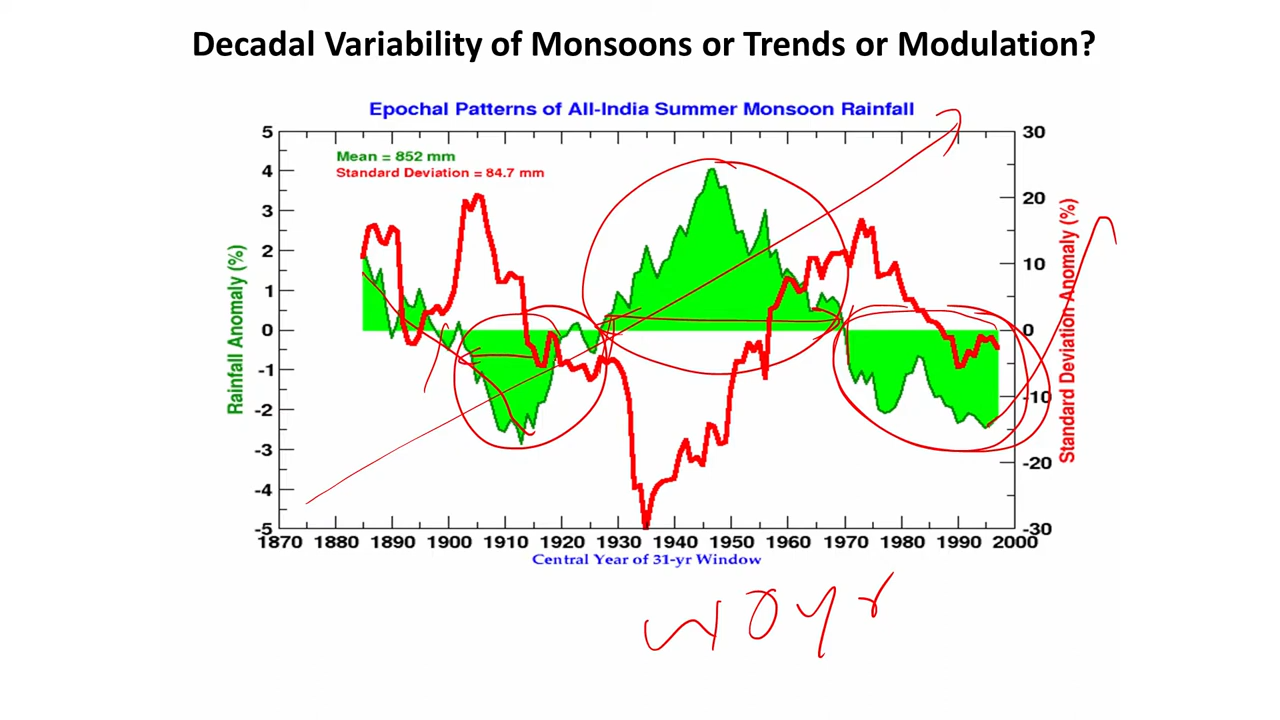 Decadal Variability of Monsoons or Trends or Modulation?
Epochal Patterns of All-India Summer Monsoon Rainfall
Mean = 852 mm
Standard Deviation = 84.7 mm
Rainfall Anomaly (%)
5
4
3
2
1
0
-1
-2
-3
-4
-5
30
20
10
0
-10
-20
-30
Standard Deviation Anomaly (%)
1870 1880 1890 1900 1910 1920 1930 1940 1950 1960 1970 1980 1990 2000
Central Year of 31-yr Window
yr